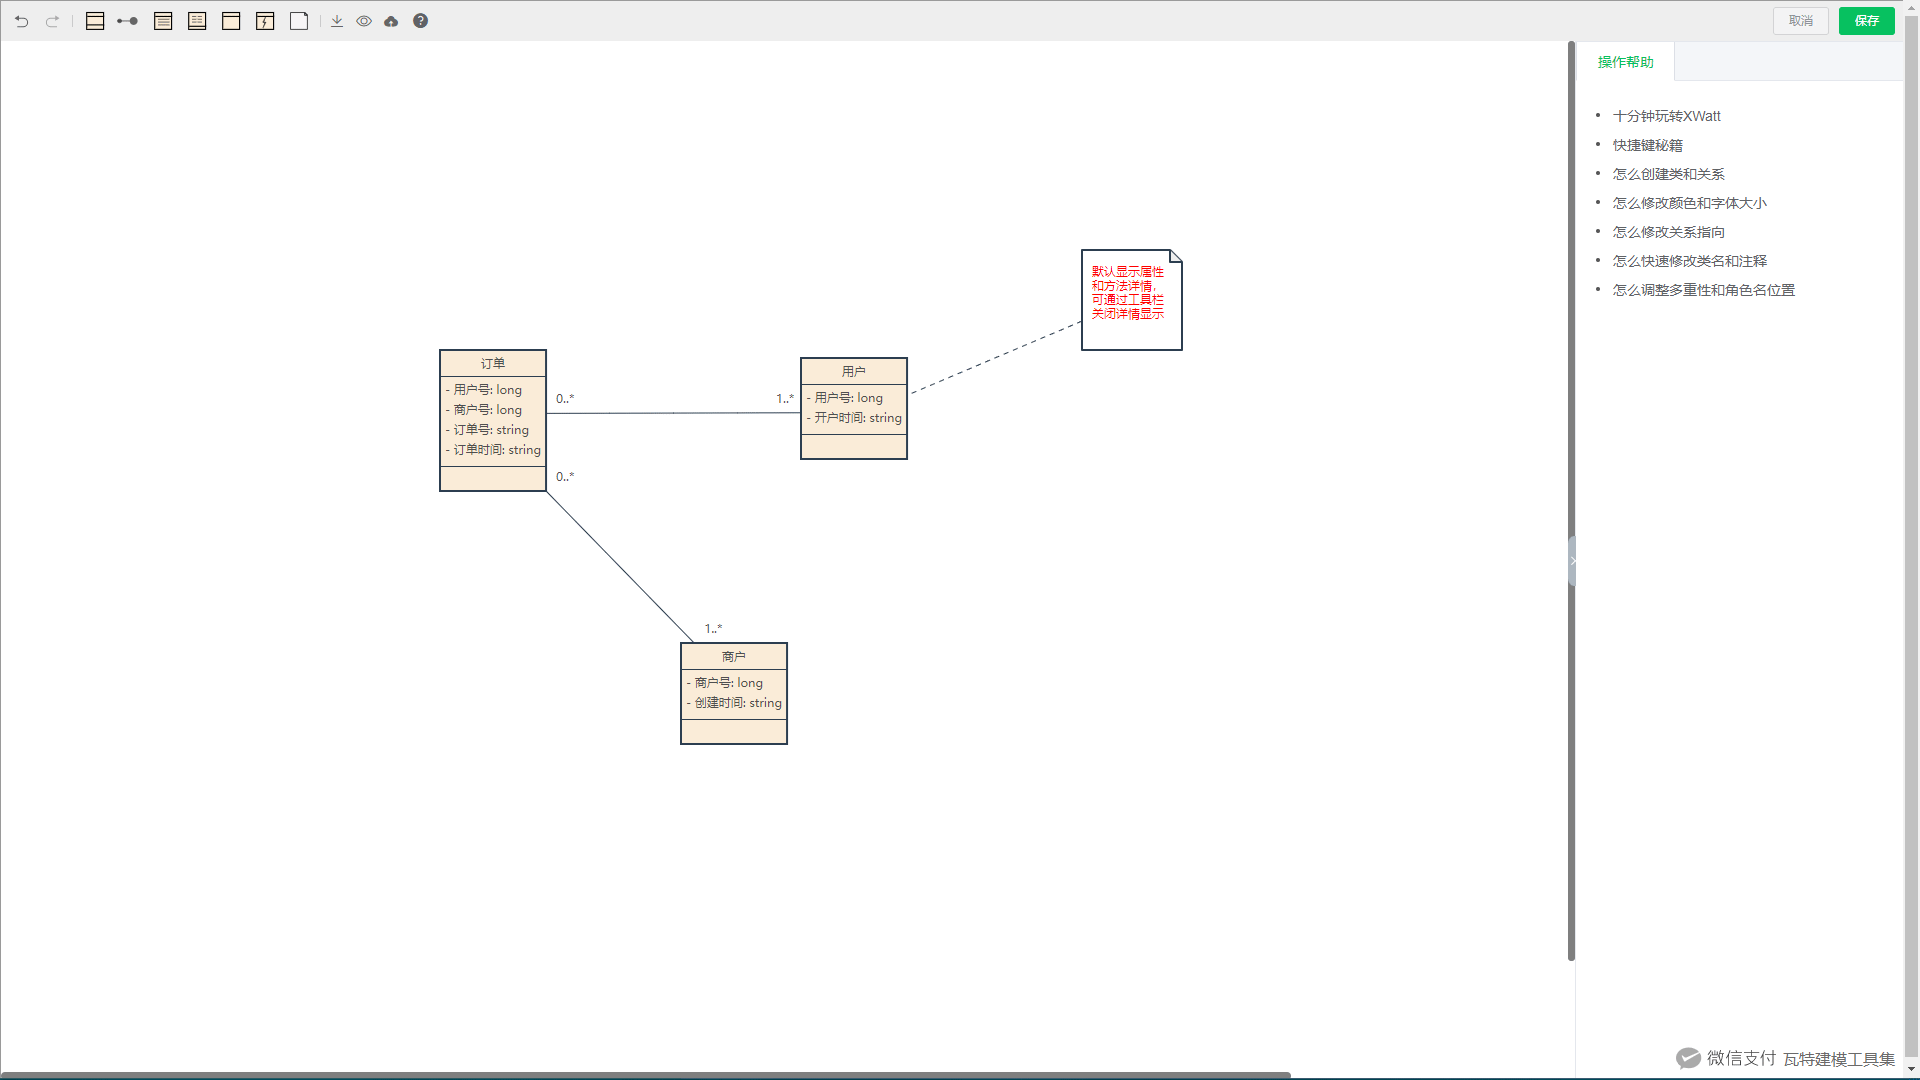 取消
保存
操作帮助
十分钟玩转XWatt
快捷键秘籍
怎么创建类和关系
怎么修改颜色和字体大小
怎么修改关系指向
怎么快速修改类名和注释
怎么调整多重性和角色名位置
默认显示属性
和方法详情，
可通过工具栏
关闭详情显示
订单
- 用户号: long
- 商户号: long
- 订单号: string
- 订单时间: string
0..*
1..*
用户
- 用户号: long
- 开户时间: string
0..*
1..*
商户
- 商户号: long
- 创建时间: string
微信支付 瓦特建模工具集